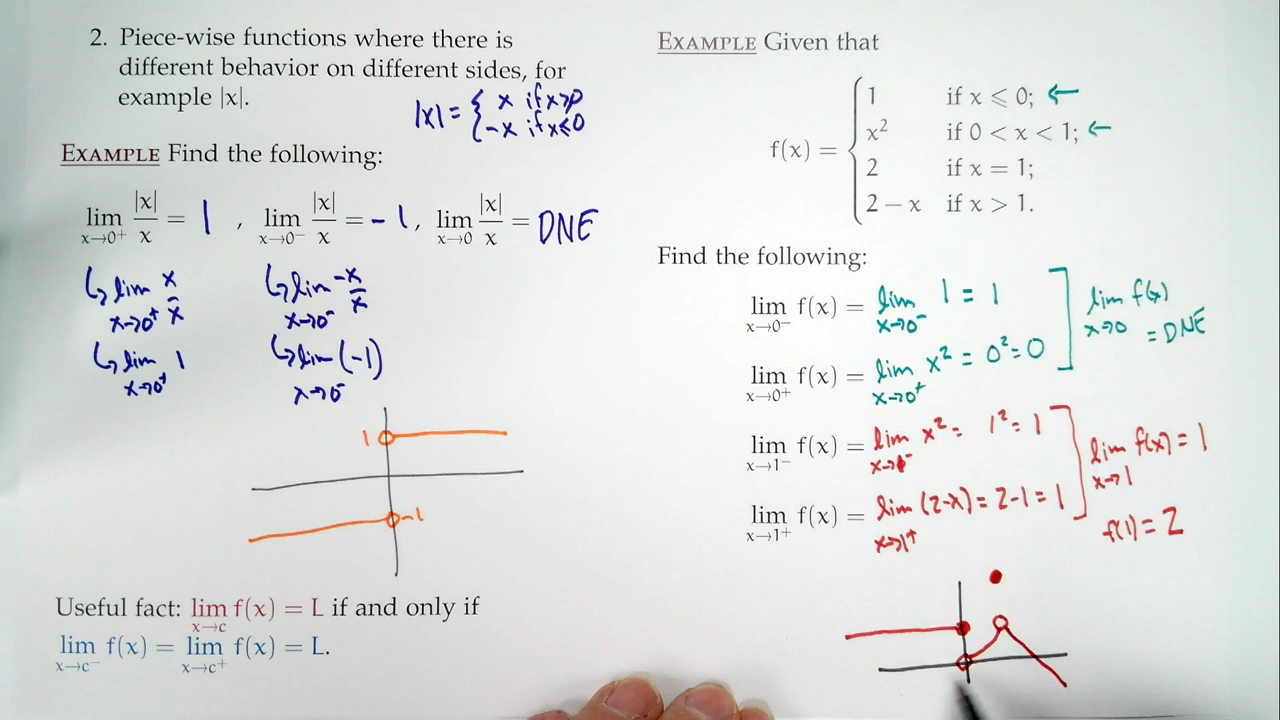 2. Piece-wise functions where there is
different behavior on different sides, for
example |x|.
|x| = { x if x>0
-x if x≤0
EXAMPLE Find the following:
lim x→0⁺ |x|/x = 1 , lim x→0⁻ |x|/x = -1, lim x→0 |x|/x = DNE
↳ lim x→0⁺ x/x
↳ lim x→0⁻ -x/x
↳ lim x→0⁺ 1
↳ lim x→0⁻ (-1)
1
-1
Useful fact: lim x→c f(x) = L if and only if
lim x→c⁻ f(x) = lim x→c⁺ f(x) = L.
EXAMPLE Given that
f(x) = { 1 if x ⩽ 0; ←
x² if 0 < x < 1; ←
2 if x = 1;
2 − x if x > 1.
Find the following:
lim x→0⁻ f(x) = lim x→0⁻ 1 = 1
lim x→0⁺ f(x) = lim x→0⁺ x² = 0² = 0
] lim x→0 f(x)
= DNE
lim x→1⁻ f(x) = lim x→1⁻ x² = 1² = 1
lim x→1⁺ f(x) = lim x→1⁺ (2-x) = 2-1 = 1
] lim x→1 f(x) = 1
f(1) = 2